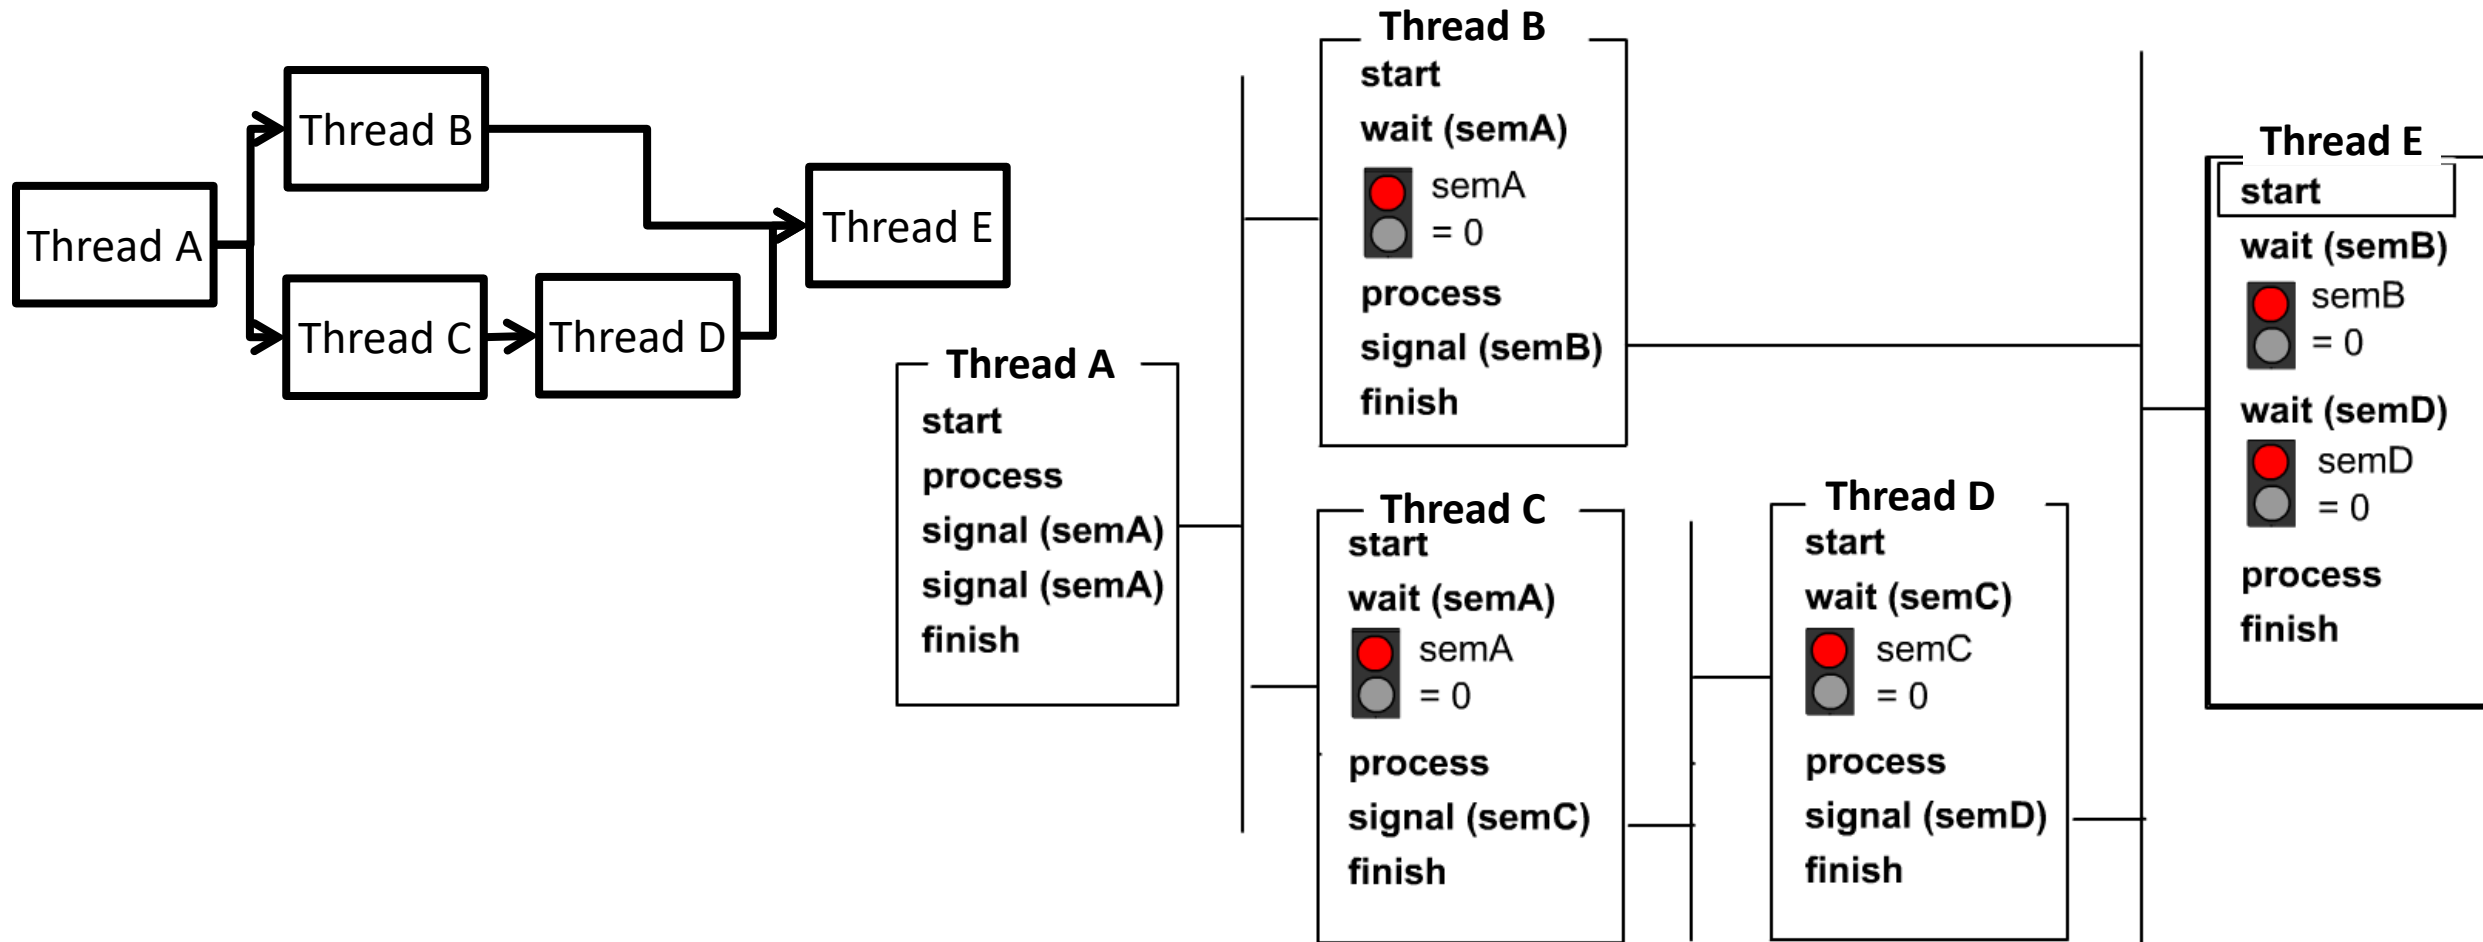 Thread B
Thread A
Thread E
Thread C
Thread D
Thread A
start
process
signal (semA)
signal (semA)
finish
Thread B
start
wait (semA)
semA
= 0
process
signal (semB)
finish
Thread C
start
wait (semA)
semA
= 0
process
signal (semC)
finish
Thread D
start
wait (semC)
semC
= 0
process
signal (semD)
finish
Thread E
start
wait (semB)
semB
= 0
wait (semD)
semD
= 0
process
finish